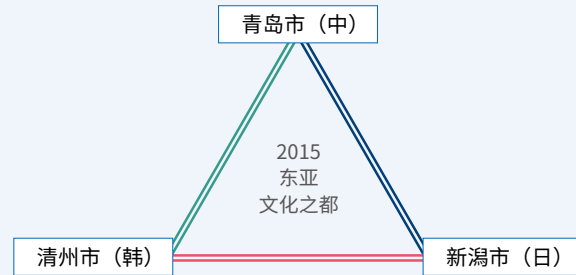 青岛市（中）
2015
东亚
文化之都
清州市（韩）
新潟市（日）